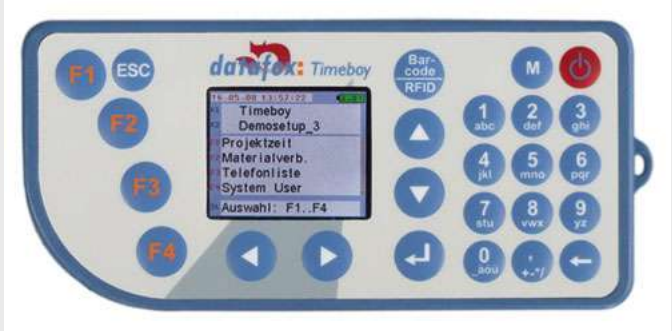 F1
ESC
F2
F3
F4
datafox: Timeboy
16-05-08 13:57:22
Timeboy
Demosetup_3
Projektzeit
Materialverb.
Telefonliste
System User
Auswahl: F1..F4
Bar-
code
RFID
M
1
abc
2
def
3
ghi
4
jkl
5
mno
6
pqr
7
stu
8
vwx
9
yz
0
_äöü
,
+-*/